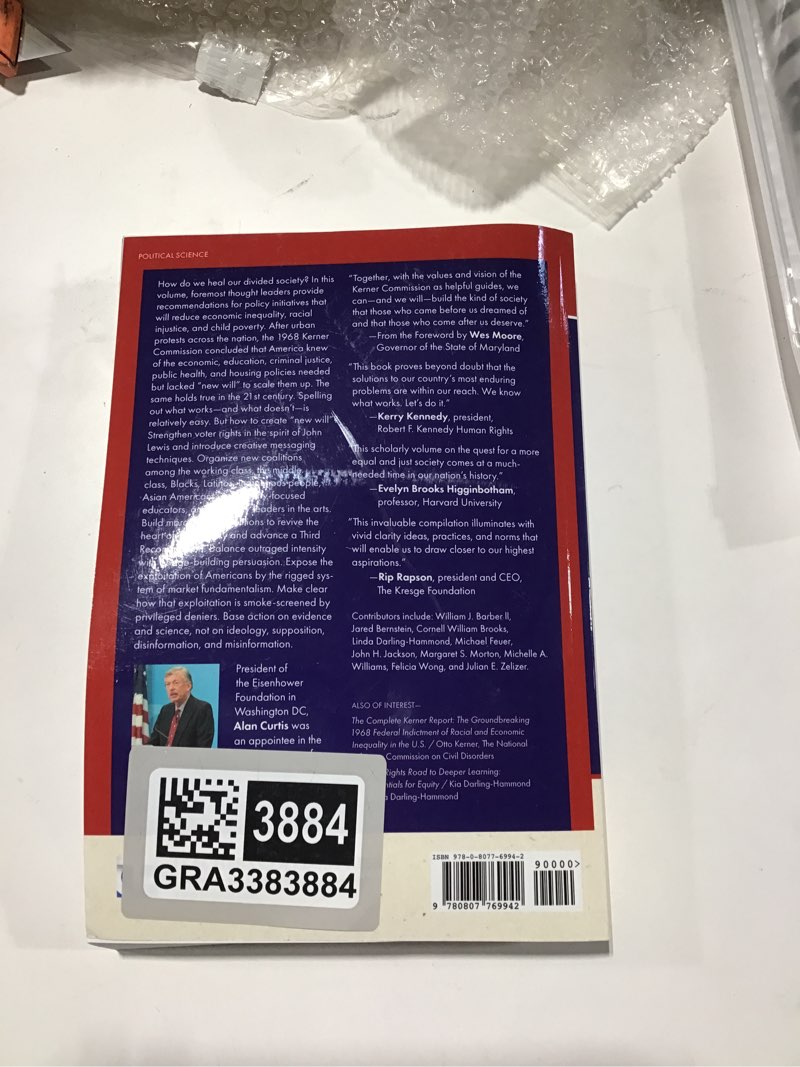 POLITICAL SCIENCE
How do we heal our divided society? In this
volume, foremost thought leaders provide
recommendations for policy initiatives that
will reduce economic inequality, racial
injustice, and child poverty. After urban
protests across the nation, the 1968 Kerner
Commission concluded that America knew
of the economic, education, criminal justice,
public health, and housing policies needed
but lacked "new will" to scale them up. The
same holds true in the 21st century. Spelling
out what works—and what doesn't—is
relatively easy. But how to create "new will"
Strengthen voter rights in the spirit of John
Lewis and introduce creative messaging
techniques. Organize new coalitions
among the working class, the middle
class, Blacks,
Asian focused
educators, leaders in the arts.
Build to revive the
and advance a Third
Balance outraged intensity
building persuasion. Expose the
exploitation of Americans by the rigged sys-
tem of market fundamentalism. Make clear
how that exploitation is smoke-screened by
privileged deniers. Base action on evidence
and science, not on ideology, supposition,
disinformation, and misinformation.
President of
the Eisenhower
Foundation in
Washington DC,
Alan Curtis was
an appointee in the
"Together, with the values and vision of the
Kerner Commission as helpful guides, we
can—and we will—build the kind of society
that those who came before us dreamed of
and that those who came after us deserve."
—From the Foreword by Wes Moore,
Governor of the State of Maryland
"This book proves beyond doubt that the
solutions to our country's most enduring
problems are within our reach. We know
what works. Let's do it."
—Kerry Kennedy, president,
Robert F. Kennedy Human Rights
"This scholarly volume on the quest for a more
equal and just society comes at a much-
needed time in our nation's history."
—Evelyn Brooks Higginbotham,
professor, Harvard University
"This invaluable compilation illuminates with
vivid clarity ideas, practices, and norms that
will enable us to draw closer to our highest
aspirations."
—Rip Rapson, president and CEO,
The Kresge Foundation
Contributors include: William J. Barber II,
Jared Bernstein, Cornell William Brooks,
Linda Darling-Hammond, Michael Feuer,
John H. Jackson, Margaret S. Morton, Michelle A.
Williams, Felicia Wong, and Julian E. Zelizer.
ALSO OF INTEREST—
The Complete Kerner Report: The Groundbreaking
1968 Federal Indictment of Racial and Economic
Inequality in the U.S. / Otto Kerner, The National
Commission on Civil Disorders
Rights Road to Deeper Learning:
for Equity / Kia Darling-Hammond
Darling-Hammond
3884
GRA3383884
ISBN 978-0-8077-6994-2
90000>
9 780807 769942